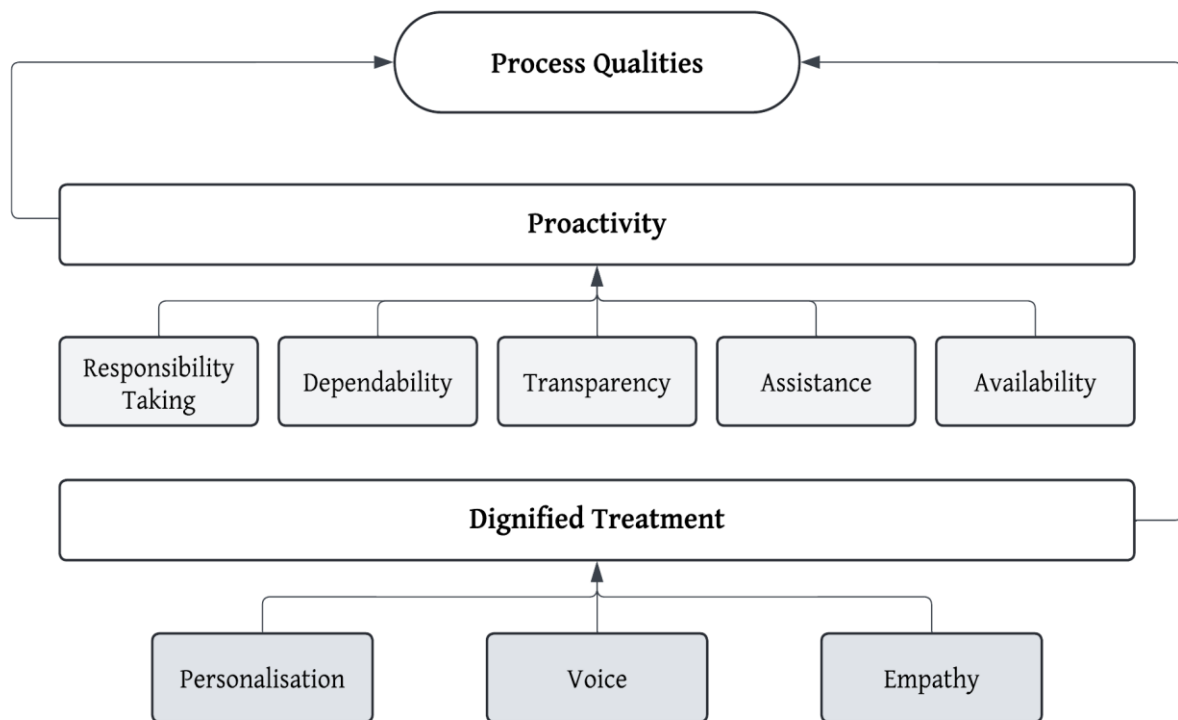 Process Qualities
Proactivity
Responsibility
Taking
Dependability
Transparency
Assistance
Availability
Dignified Treatment
Personalisation
Voice
Empathy